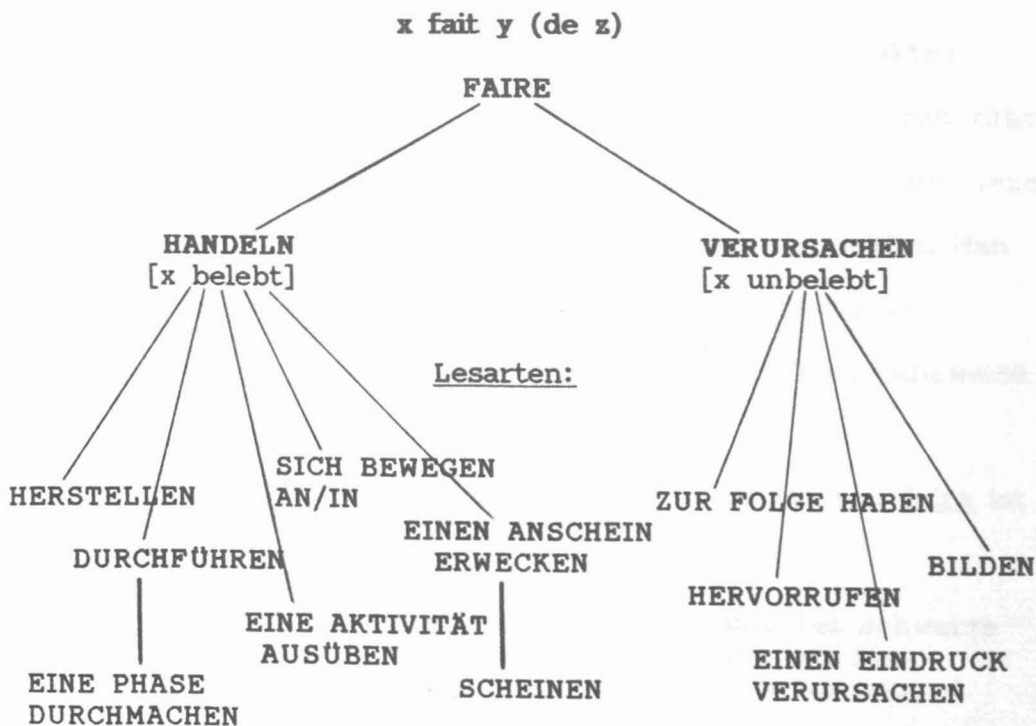 x fait y (de z)
FAIRE
HANDELN
[x belebt]
VERURSACHEN
[x unbelebt]
Lesarten:
HERSTELLEN
SICH BEWEGEN
AN/IN
ZUR FOLGE HABEN
DURCHFÜHREN
EINEN ANSCHEIN
ERWECKEN
HERVORRUFEN
BILDEN
EINE PHASE
DURCHMACHEN
EINE AKTIVITÄT
AUSÜBEN
SCHEINEN
EINEN EINDRUCK
VERURSACHEN